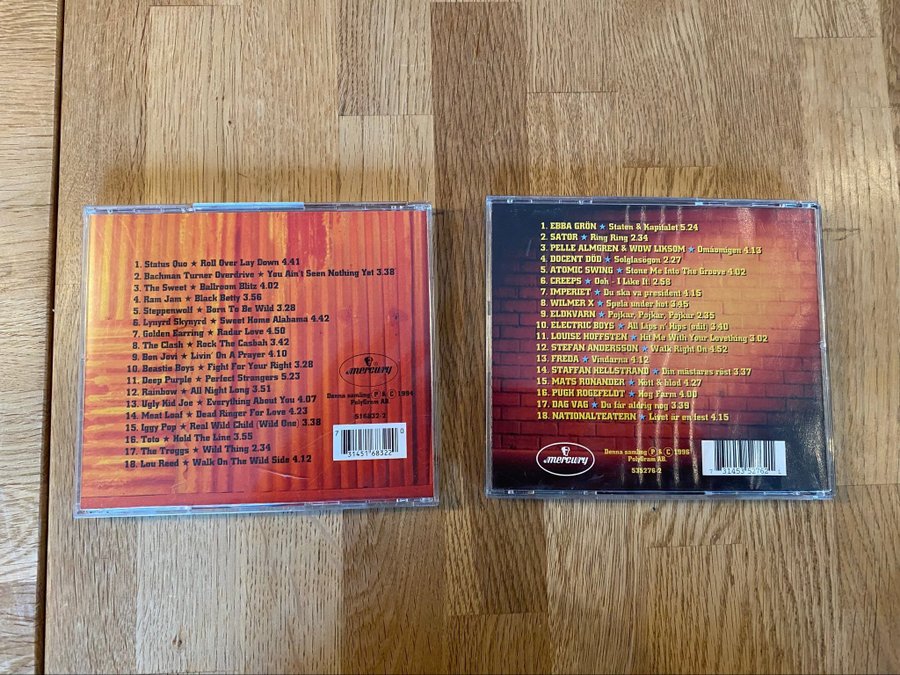 1. Status Quo ★ Roll Over Lay Down 4.41
2. Bachman Turner Overdrive ★ You Ain't Seen Nothing Yet 3.38
3. The Sweet ★ Ballroom Blitz 4.02
4. Ram Jam ★ Black Betty 3.56
5. Steppenwolf ★ Born To Be Wild 3.28
6. Lynyrd Skynyrd ★ Sweet Home Alabama 4.42
7. Golden Earring ★ Radar Love 4.50
8. The Clash ★ Rock The Casbah 3.42
9. Bon Jovi ★ Livin' On A Prayer 4.10
10. Beastie Boys ★ Fight For Your Right 3.28
11. Deep Purple ★ Perfect Strangers 5.23
12. Rainbow ★ All Night Long 3.51
13. Ugly Kid Joe ★ Everything About You 4.07
14. Meat Loaf ★ Dead Ringer For Love 4.23
15. Iggy Pop ★ Real Wild Child (Wild One) 3.38
16. Toto ★ Hold The Line 3.55
17. The Troggs ★ Wild Thing 2.34
18. Lou Reed ★ Walk On The Wild Side 4.12
mercury
Denna samling (P) & (C) 1994
PolyGram AB.
516832-2
7 31451 68322 0
1. EBBA GRÖN ★ Staten & Kapitalet 5.24
2. SATOR ★ Ring Ring 2.34
3. PELLE ALMGREN & WOW LIKSOM ★ Omåomigen 4.13
4. DOCENT DÖD ★ Solglasögon 2.27
5. ATOMIC SWING ★ Stone Me Into The Groove 4.02
6. CREEPS ★ Ooh - I Like It! 2.58
7. IMPERIET ★ Du ska va president 4.15
8. WILMER X ★ Spela under hot 3.05
9. ELDKVARN ★ Pojkar, Pojkar, Pojkar 2.35
10. ELECTRIC BOYS ★ All Lips n' Hips (edit) 3.40
11. LOUISE HOFFSTEN ★ Hit Me With Your Lovething 3.02
12. STEFAN ANDERSSON ★ Walk Right On 4.52
13. FREDA ★ Vindarna 4.12
14. STAFFAN HELLSTRAND ★ Din mästares röst 3.37
15. MATS RONANDER ★ Kött & blod 4.27
16. PUGH ROGEFELDT ★ Hog Farm 4.00
17. DAG VAG ★ Du får aldrig nog 3.39
18. NATIONALTEATERN ★ Livet är en fest 4.15
mercury
Denna samling (P) & (C) 1996
PolyGram AB.
535276-2
7 31453 52762 1